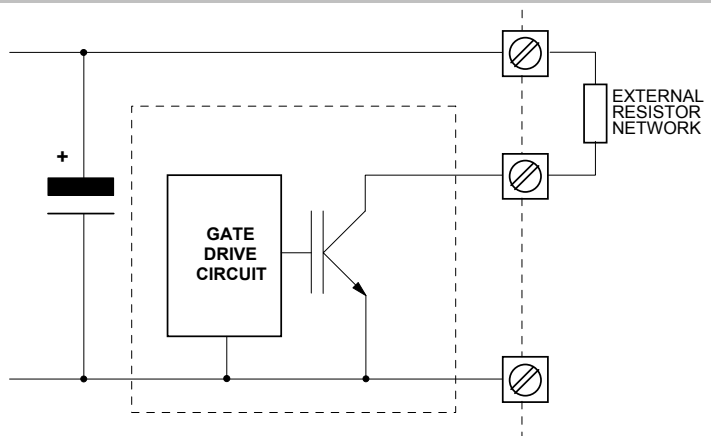 EXTERNAL
RESISTOR
NETWORK
+
GATE
DRIVE
CIRCUIT